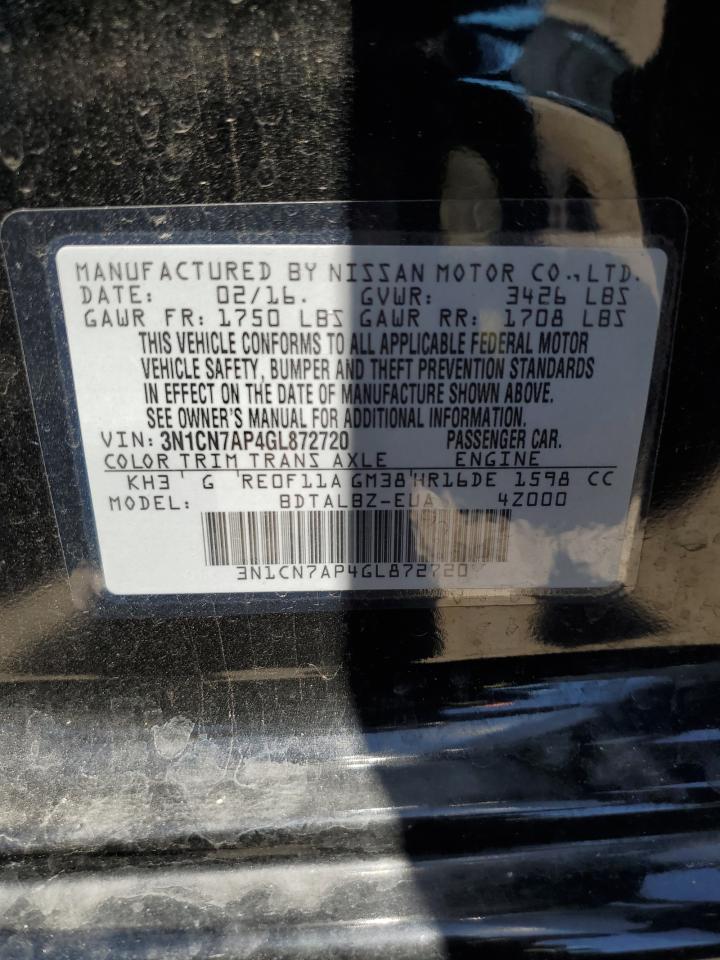 MANUFACTURED BY NISSAN MOTOR CO., LTD.
DATE: 02/16. GVWR: 3426 LBS
GAWR FR: 1750 LBS GAWR RR: 1708 LBS
THIS VEHICLE CONFORMS TO ALL APPLICABLE FEDERAL MOTOR
VEHICLE SAFETY, BUMPER AND THEFT PREVENTION STANDARDS
IN EFFECT ON THE DATE OF MANUFACTURE SHOWN ABOVE.
SEE OWNER'S MANUAL FOR ADDITIONAL INFORMATION.
VIN: 3N1CN7AP4GL872720 PASSENGER CAR.
COLOR TRIM TRANS AXLE ENGINE
KH3' G 'RE0F11A GM38'HR16DE 1598 CC
MODEL: BDTALBZ-EUA 4Z000
3N1CN7AP4GL872720